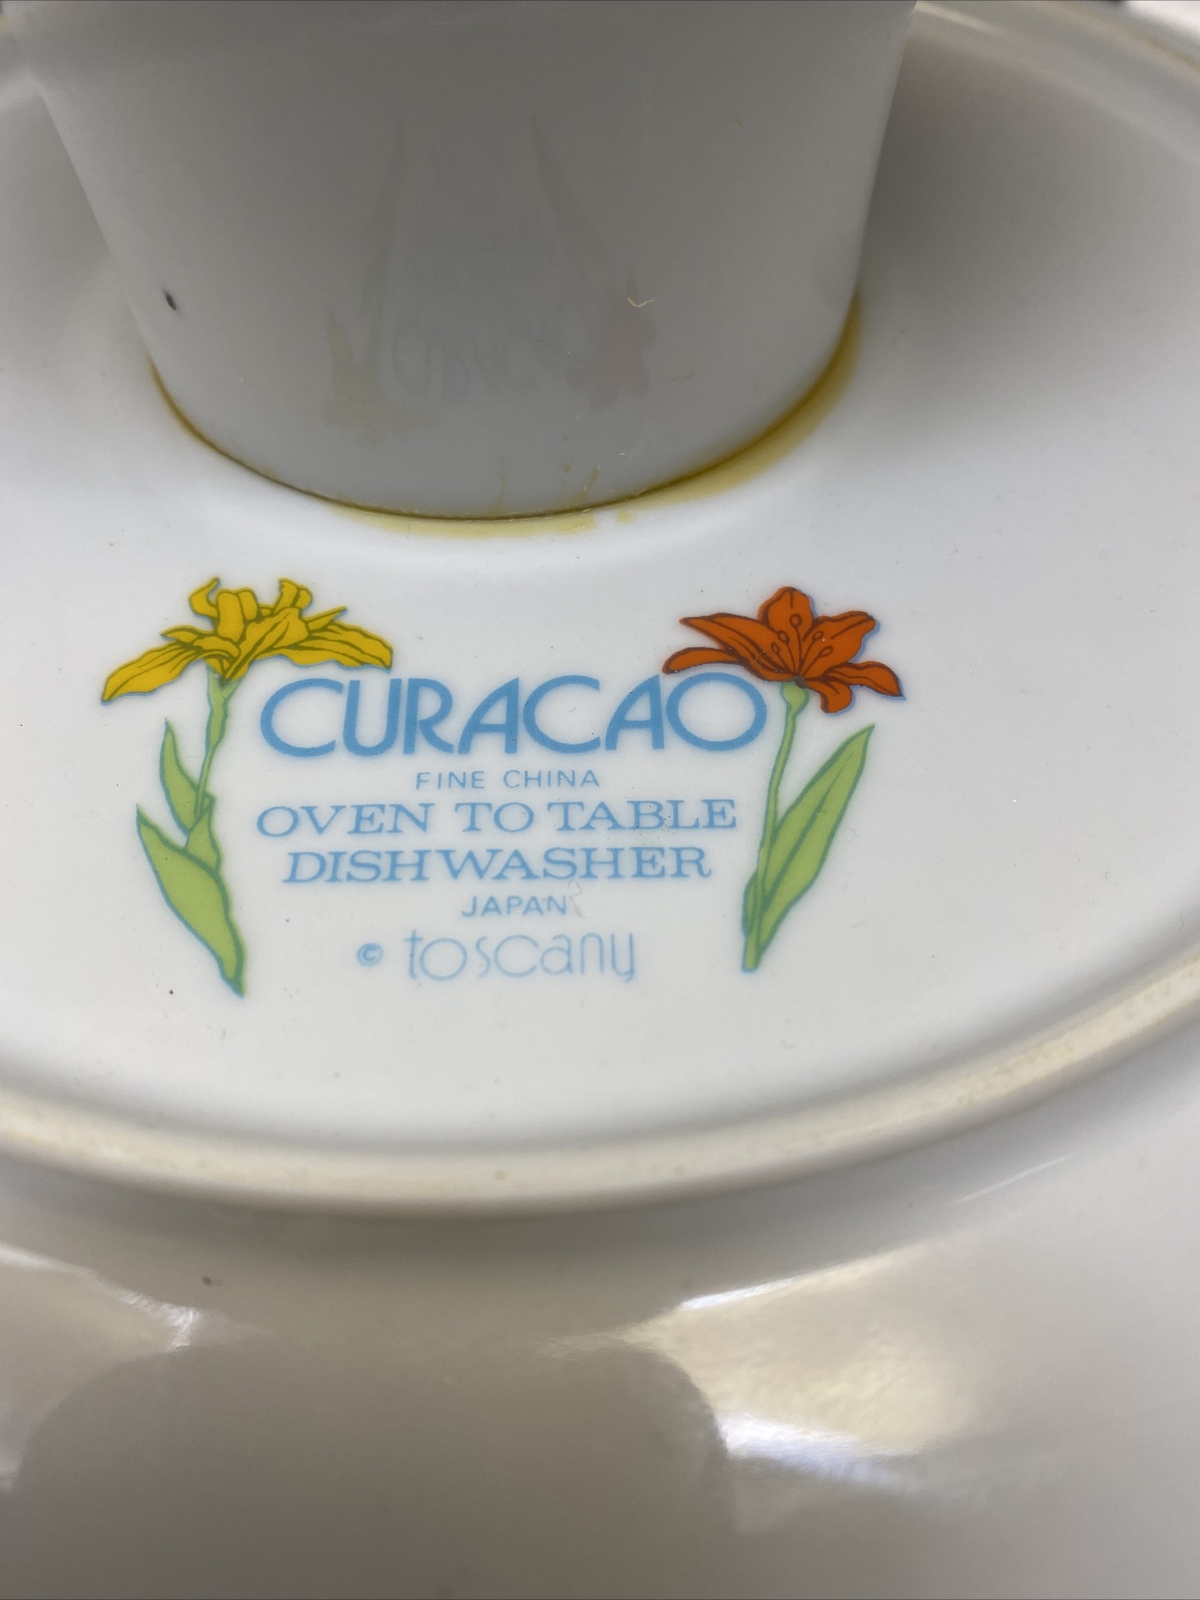 CURACAO
FINE CHINA
OVEN TO TABLE
DISHWASHER
JAPAN
© toscany